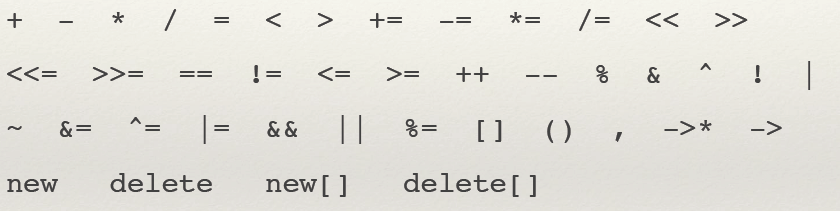 + - * / = < > += -= *= /= << >>
<<= >>= == != <= >= ++ -- % & ^ ! |
~ &= ^= |= && || %= [] () , ->* ->
new delete new[] delete[]